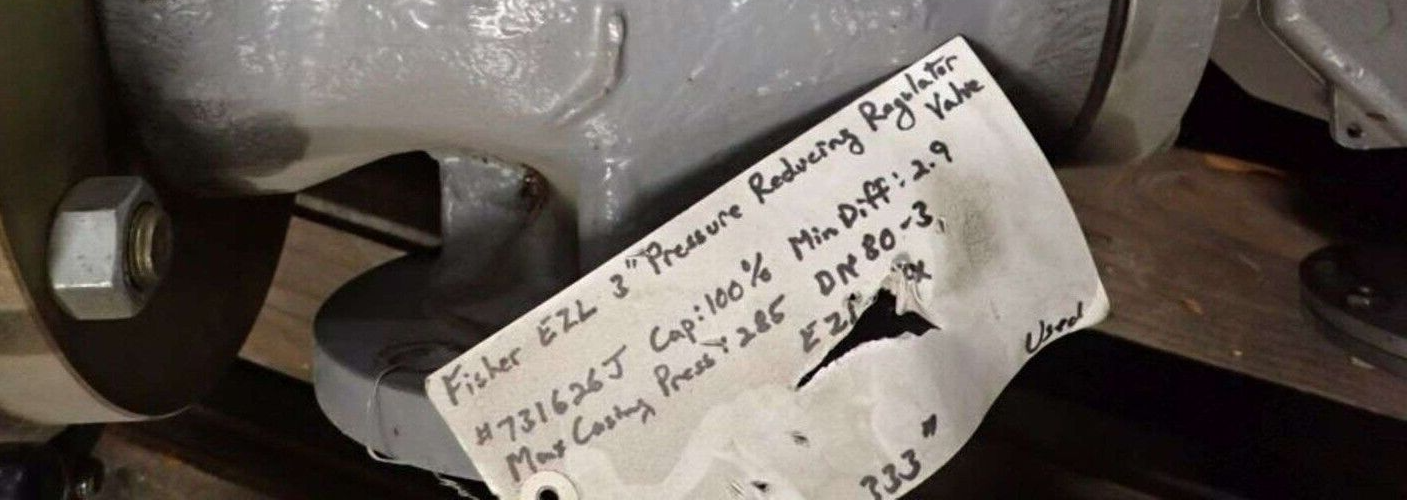 Fisher EZL 3" Pressure Reducing Regulator Valve
#731626J Cap: 100% Min Diff: 2.9
Max Casing Press: 285 DN 80-3
Used
333"